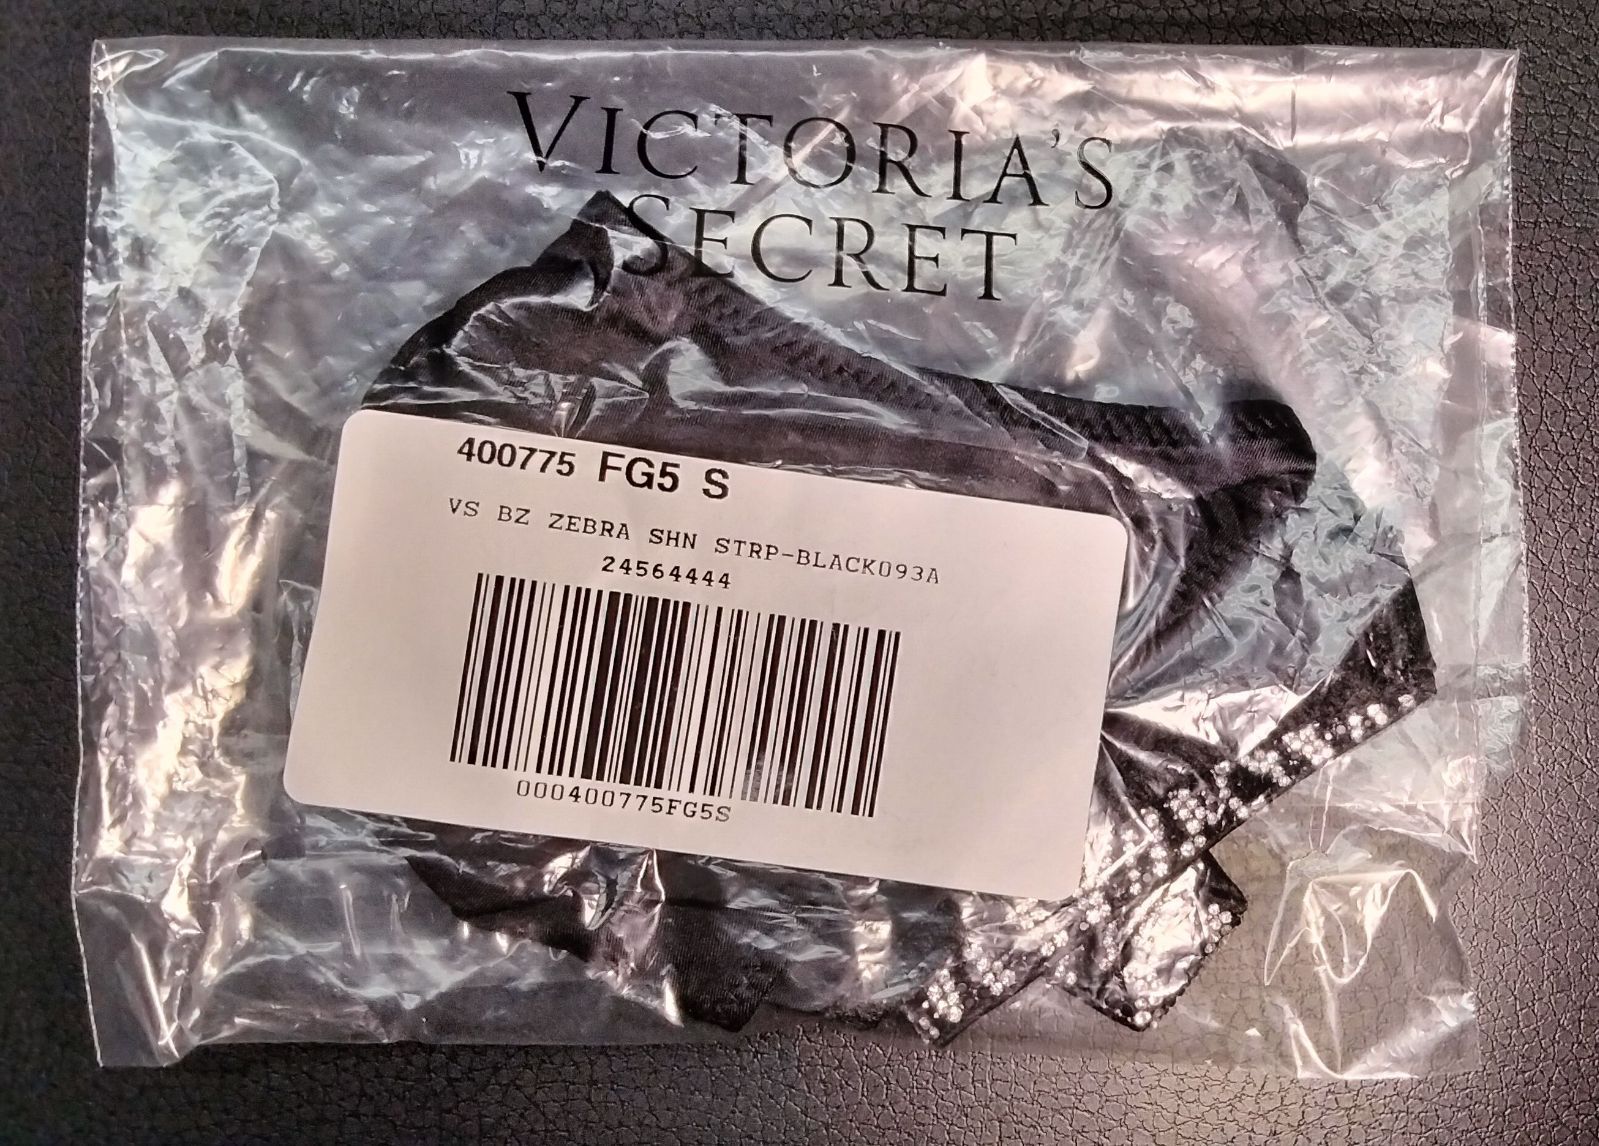 VICTORIA'S
SECRET
400775 FG5 S
VS BZ ZEBRA SHN STRP-BLACK093A
24564444
000400775FG5S